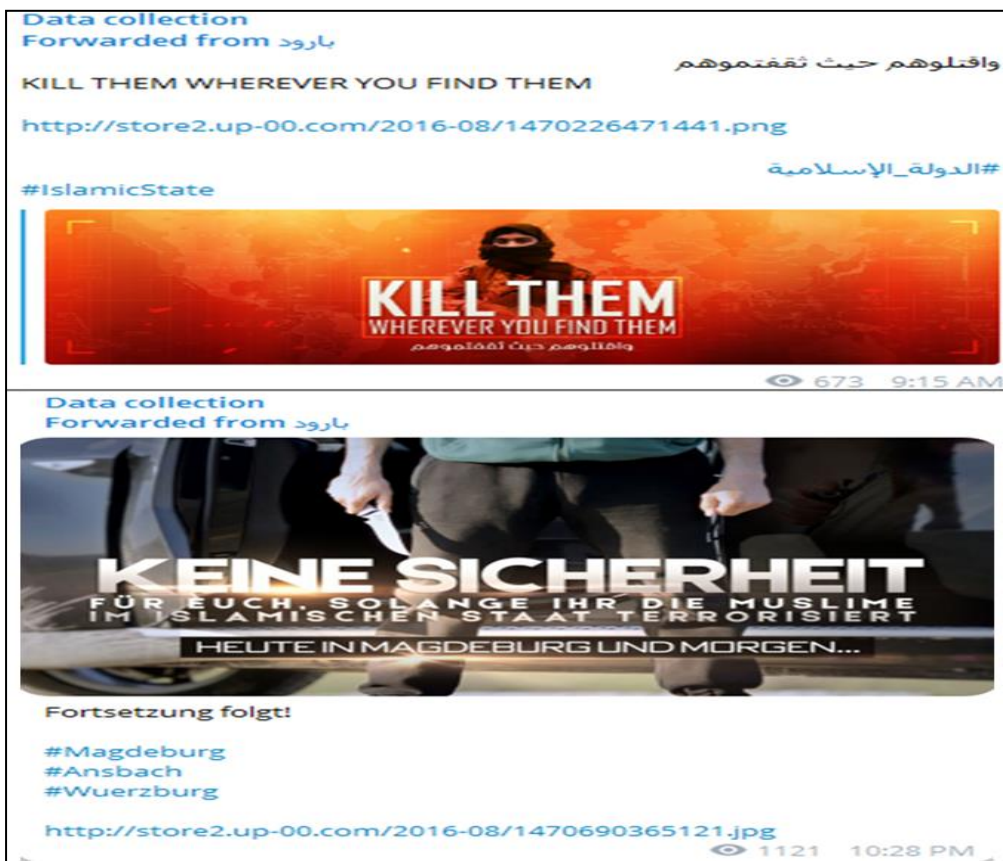 Data collection
Forwarded from بارود
واقتلوهم حيث ثقفتموهم
KILL THEM WHEREVER YOU FIND THEM
http://store2.up-00.com/2016-08/1470226471441.png
#الدولة_الإسلامية
#IslamicState
KILL THEM
WHEREVER YOU FIND THEM
واقتلوهم حيث ثقفتموهم
673 9:15 AM
Data collection
Forwarded from بارود
KEINE SICHERHEIT
FÜR EUCH, SOLANGE IHR DIE MUSLIME
IM ISLAMISCHEN STAAT TERRORISIERT
HEUTE IN MAGDEBURG UND MORGEN...
Fortsetzung folgt!
#Magdeburg
#Ansbach
#Wuerzburg
http://store2.up-00.com/2016-08/1470690365121.jpg
1121 10:28 PM